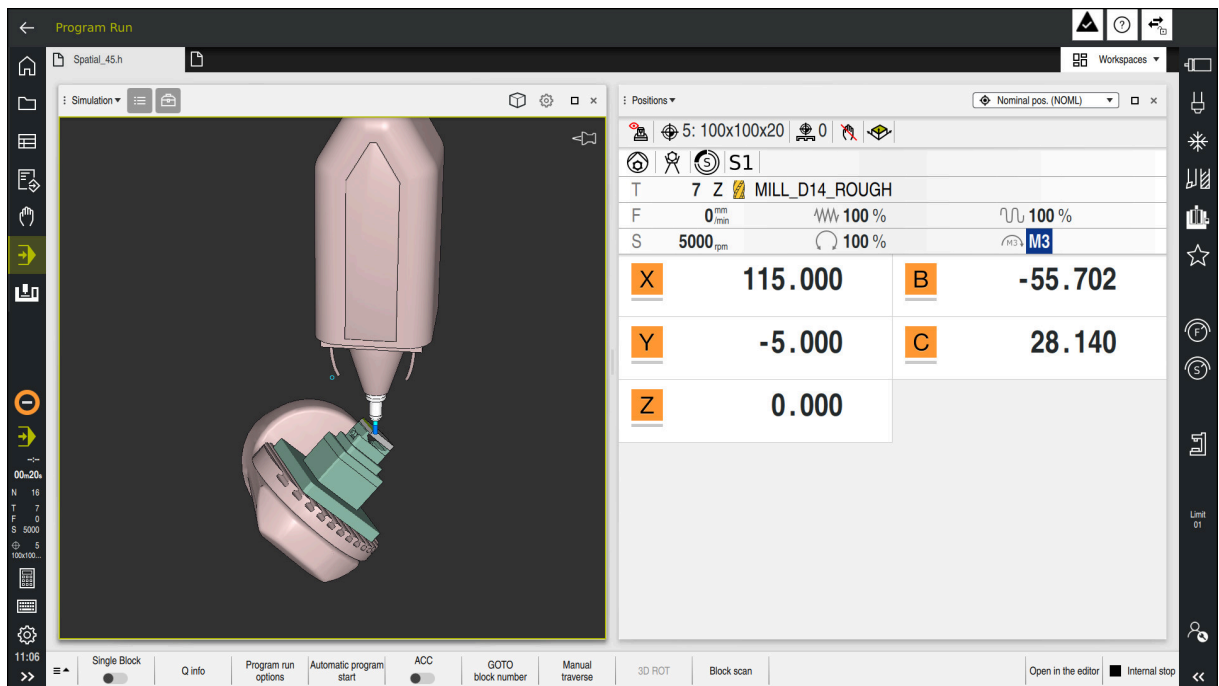 Program Run
Spatial_45.h
Workspaces
Simulation
Positions
Nominal pos. (NOML)
5: 100x100x20 0
S S1
T 7 Z MILL_D14_ROUGH
F 0 mm/min 100 % 100 %
S 5000 rpm 100 % M3 M3
X 115.000 B -55.702
Y -5.000 C 28.140
Z 0.000
F
S
--:--
00m20s
N 16
T 7
F 0
S 5000
5
100x100...
Limit
01
11:06
Single Block
Q info
Program run options
Automatic program start
ACC
GOTO block number
Manual traverse
3D ROT
Block scan
Open in the editor
Internal stop